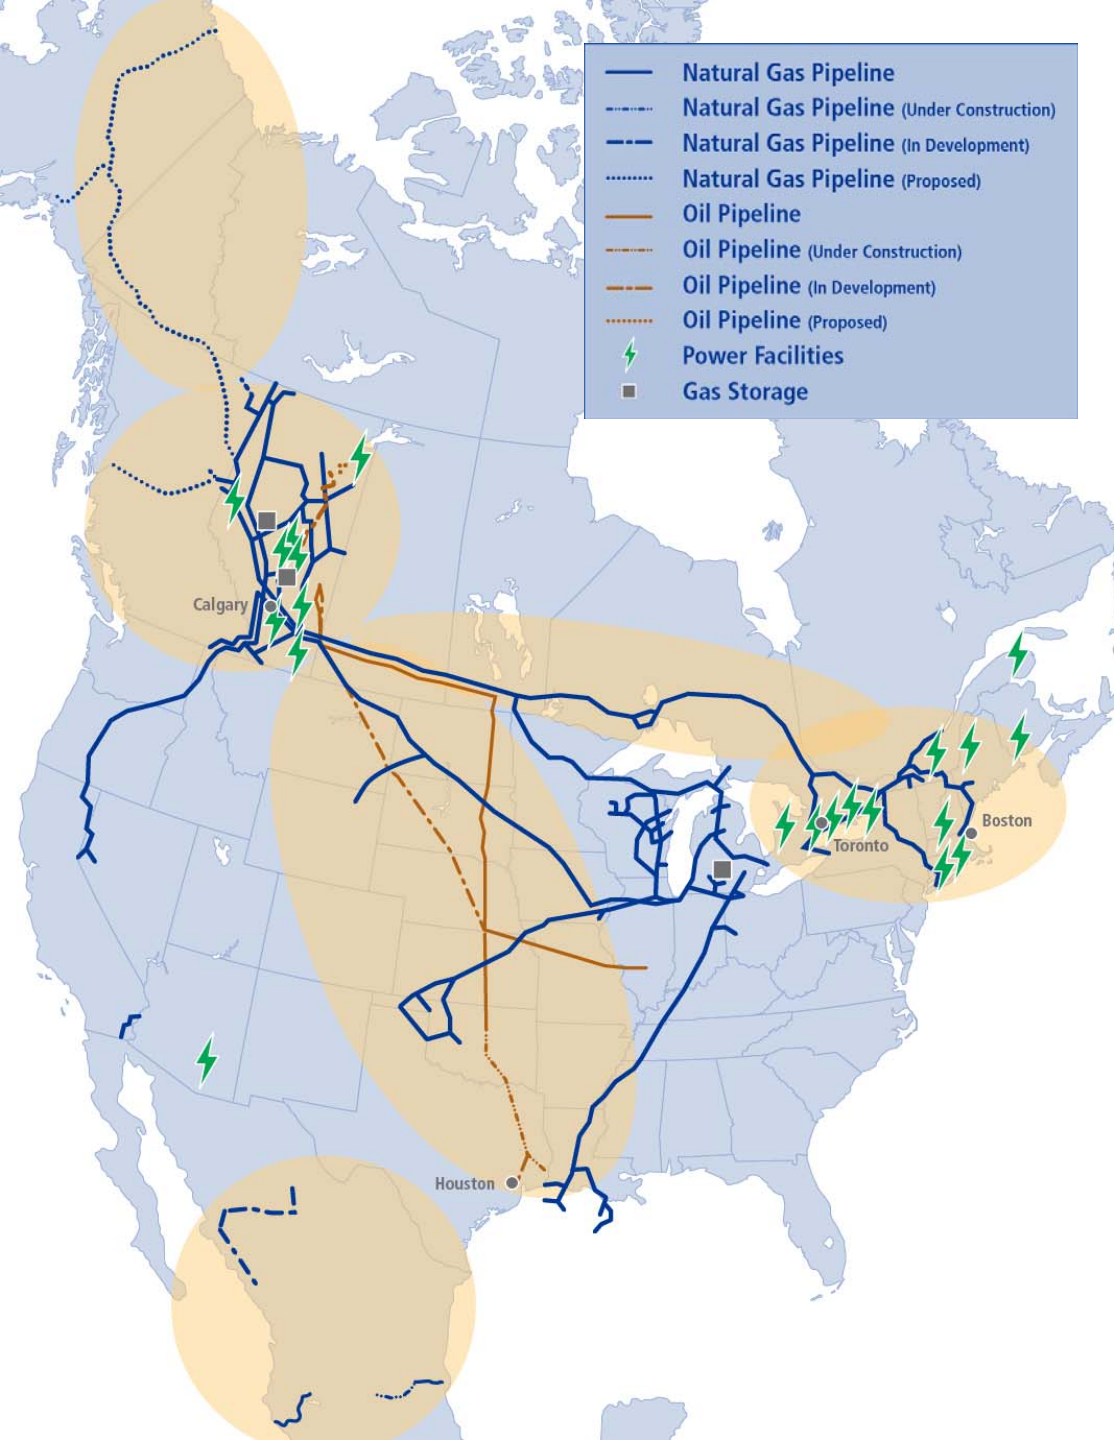 Natural Gas Pipeline
Natural Gas Pipeline (Under Construction)
Natural Gas Pipeline (In Development)
Natural Gas Pipeline (Proposed)
Oil Pipeline
Oil Pipeline (Under Construction)
Oil Pipeline (In Development)
Oil Pipeline (Proposed)
Power Facilities
Gas Storage
Calgary
Boston
Toronto
Houston